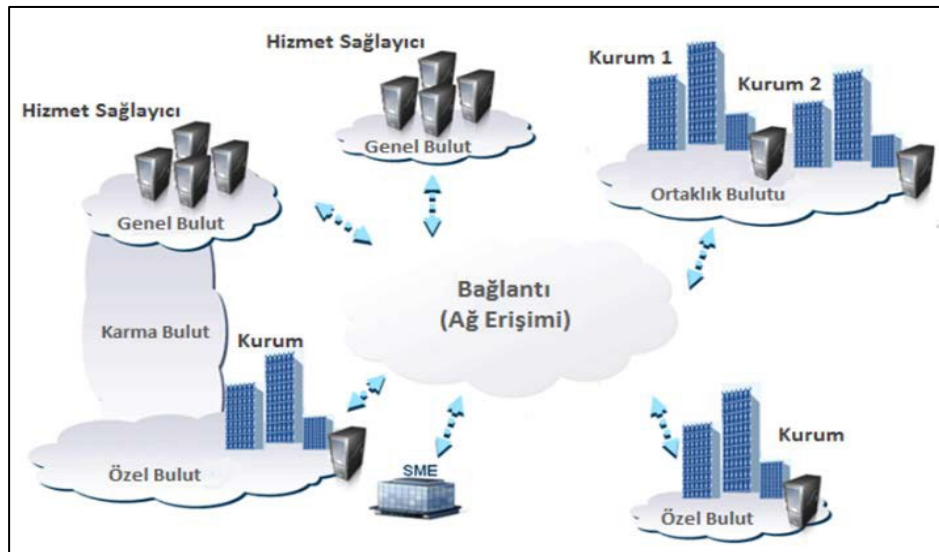 Hizmet Sağlayıcı
Genel Bulut
Kurum 1
Kurum 2
Ortaklık Bulutu
Hizmet Sağlayıcı
Genel Bulut
Karma Bulut
Kurum
Özel Bulut
Bağlantı
(Ağ Erişimi)
SME
Kurum
Özel Bulut